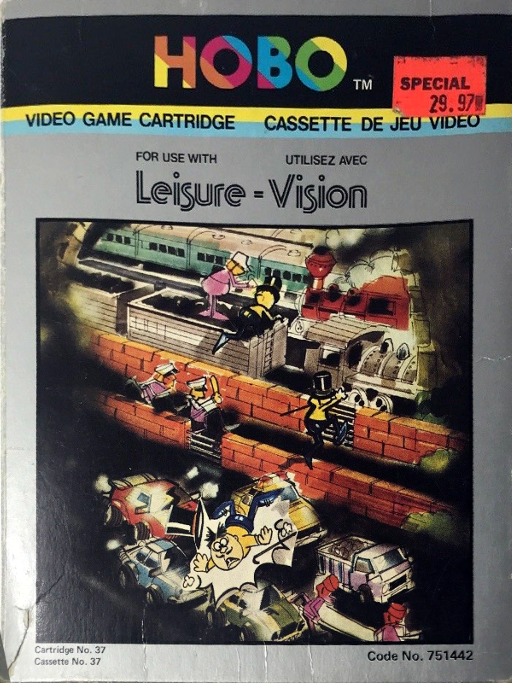 HOBO TM
SPECIAL
29.97
VIDEO GAME CARTRIDGE CASSETTE DE JEU VIDÉO
FOR USE WITH UTILISEZ AVEC
Leisure = Vision
Cartridge No. 37
Cassette No. 37
Code No. 751442